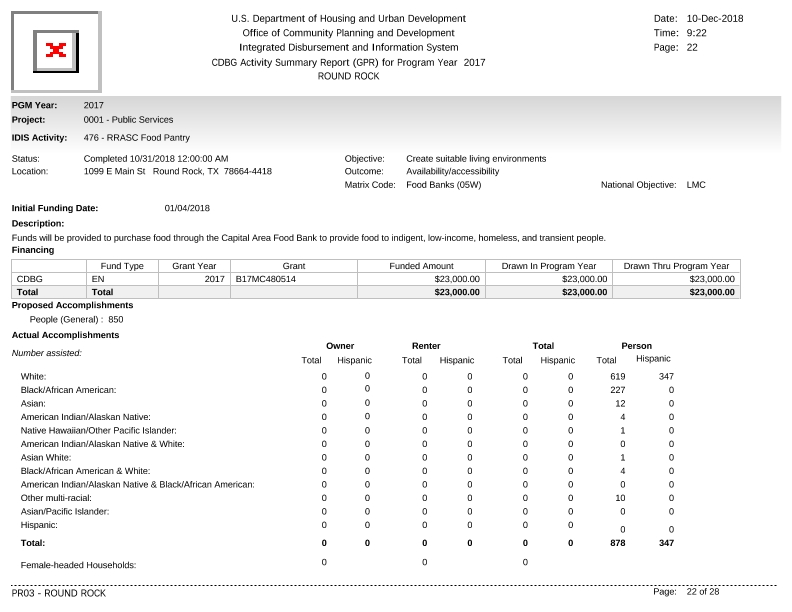 U.S. Department of Housing and Urban Development
Office of Community Planning and Development
Integrated Disbursement and Information System
CDBG Activity Summary Report (GPR) for Program Year 2017
ROUND ROCK
Date: 10-Dec-2018
Time: 9:22
Page: 22
PGM Year: 2017
Project: 0001 - Public Services
IDIS Activity: 476 - RRASC Food Pantry
Status: Completed 10/31/2018 12:00:00 AM Objective: Create suitable living environments
Location: 1099 E Main St Round Rock, TX 78664-4418 Outcome: Availability/accessibility
Matrix Code: Food Banks (05W) National Objective: LMC
Initial Funding Date: 01/04/2018
Description:
Funds will be provided to purchase food through the Capital Area Food Bank to provide food to indigent, low-income, homeless, and transient people.
Financing
Fund Type Grant Year Grant Funded Amount Drawn In Program Year Drawn Thru Program Year
CDBG EN 2017 B17MC480514 $23,000.00 $23,000.00 $23,000.00
Total Total $23,000.00 $23,000.00 $23,000.00
Proposed Accomplishments
People (General) : 850
Actual Accomplishments
Owner Renter Total Person
Number assisted: Total Hispanic Total Hispanic Total Hispanic Total Hispanic
White: 0 0 0 0 0 0 619 347
Black/African American: 0 0 0 0 0 0 227 0
Asian: 0 0 0 0 0 0 12 0
American Indian/Alaskan Native: 0 0 0 0 0 0 4 0
Native Hawaiian/Other Pacific Islander: 0 0 0 0 0 0 1 0
American Indian/Alaskan Native & White: 0 0 0 0 0 0 0 0
Asian White: 0 0 0 0 0 0 1 0
Black/African American & White: 0 0 0 0 0 0 4 0
American Indian/Alaskan Native & Black/African American: 0 0 0 0 0 0 0 0
Other multi-racial: 0 0 0 0 0 0 10 0
Asian/Pacific Islander: 0 0 0 0 0 0 0 0
Hispanic: 0 0 0 0 0 0 0 0
Total: 0 0 0 0 0 0 878 347
Female-headed Households: 0 0 0
PR03 - ROUND ROCK Page: 22 of 28